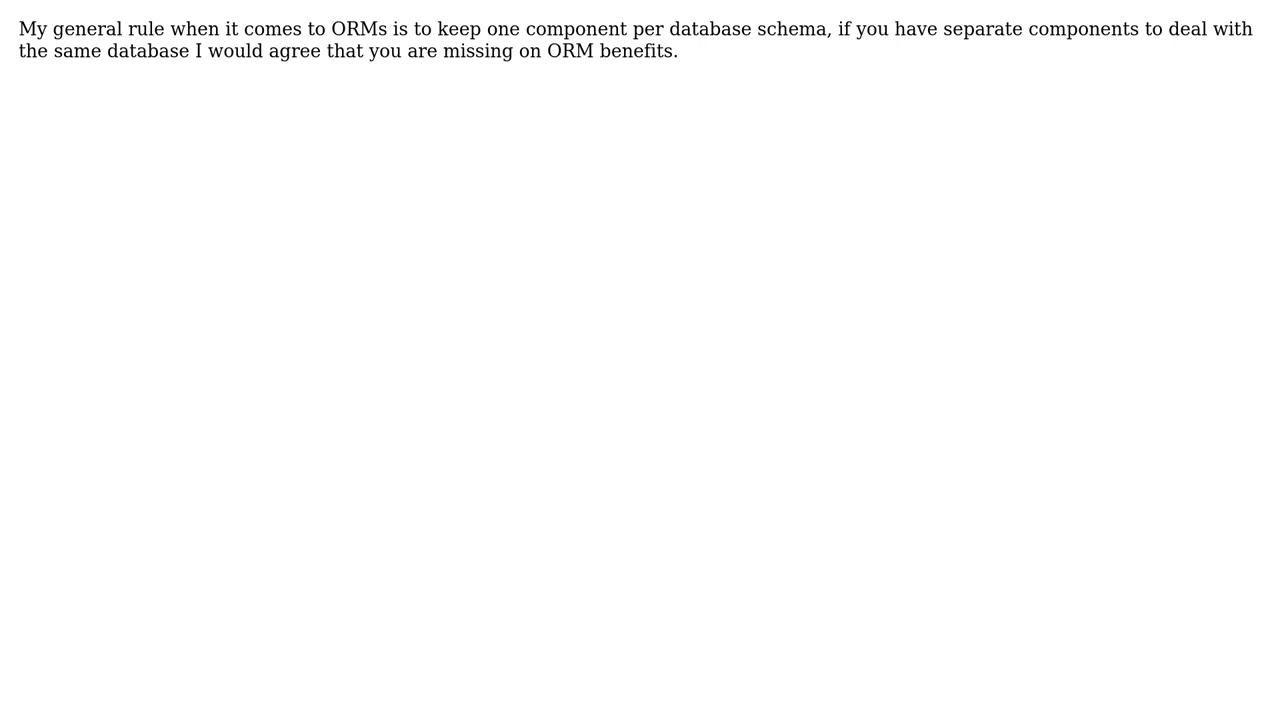 My general rule when it comes to ORMs is to keep one component per database schema, if you have separate components to deal with
the same database I would agree that you are missing on ORM benefits.